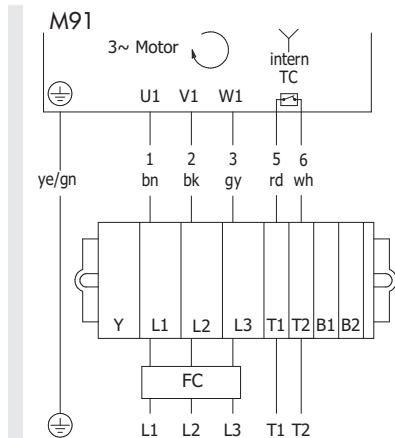 M91
3~ Motor
intern
TC
U1 V1 W1
1 2 3 5 6
ye/gn bn bk gy rd wh
Y L1 L2 L3 T1 T2 B1 B2
FC
L1 L2 L3 T1 T2